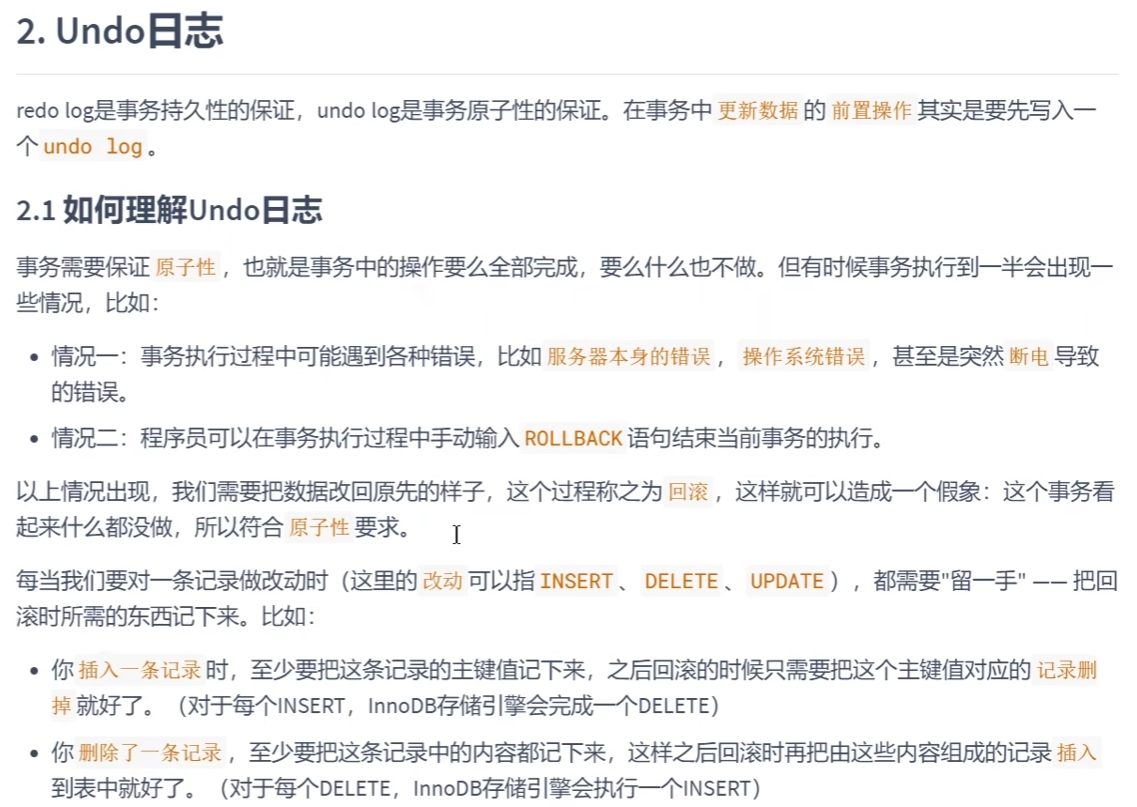 2. Undo日志
redo log是事务持久性的保证，undo log是事务原子性的保证。在事务中 更新数据 的 前置操作 其实是要先写入一
个 undo log 。
2.1 如何理解Undo日志
事务需要保证 原子性 ，也就是事务中的操作要么全部完成，要么什么也不做。但有时候事务执行到一半会出现一
些情况，比如：
• 情况一：事务执行过程中可能遇到各种错误，比如 服务器本身的错误 ， 操作系统错误 ，甚至是突然 断电 导致
的错误。
• 情况二：程序员可以在事务执行过程中手动输入 ROLLBACK 语句结束当前事务的执行。
以上情况出现，我们需要把数据改回原先的样子，这个过程称之为 回滚 ，这样就可以造成一个假象：这个事务看
起来什么都没做，所以符合 原子性 要求。
每当我们要对一条记录做改动时（这里的 改动 可以指 INSERT 、 DELETE 、 UPDATE ），都需要"留一手" —— 把回
滚时所需的东西记下来。比如：
• 你 插入一条记录 时，至少要把这条记录的主键值记下来，之后回滚的时候只需要把这个主键值对应的 记录删
掉 就好了。（对于每个INSERT，InnoDB存储引擎会完成一个DELETE）
• 你 删除了一条记录 ，至少要把这条记录中的内容都记下来，这样之后回滚时再把由这些内容组成的记录 插入
到表中就好了。（对于每个DELETE，InnoDB存储引擎会执行一个INSERT）